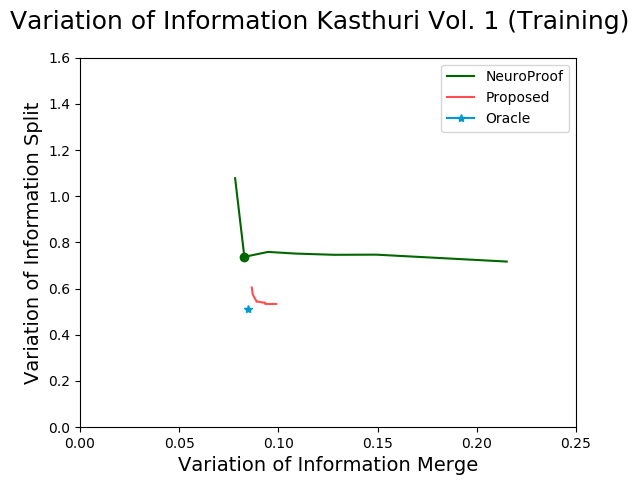 Variation of Information Kasthuri Vol. 1 (Training)
NeuroProof
Proposed
Oracle
Variation of Information Split
1.6
1.4
1.2
1.0
0.8
0.6
0.4
0.2
0.0
0.00 0.05 0.10 0.15 0.20 0.25
Variation of Information Merge